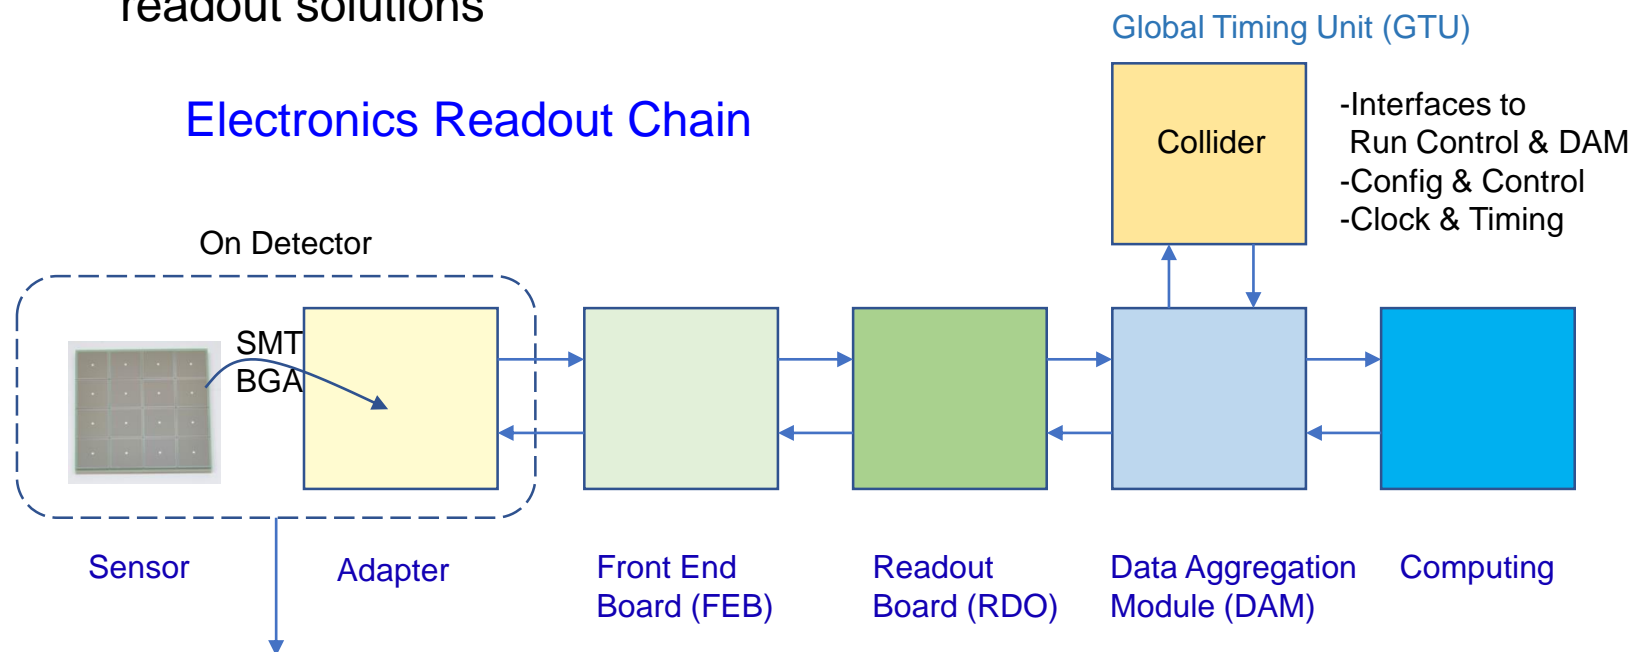 readout solutions
Global Timing Unit (GTU)
Electronics Readout Chain
Collider
-Interfaces to
Run Control & DAM
-Config & Control
-Clock & Timing
On Detector
SMT
BGA
Sensor
Adapter
Front End
Board (FEB)
Readout
Board (RDO)
Data Aggregation
Module (DAM)
Computing